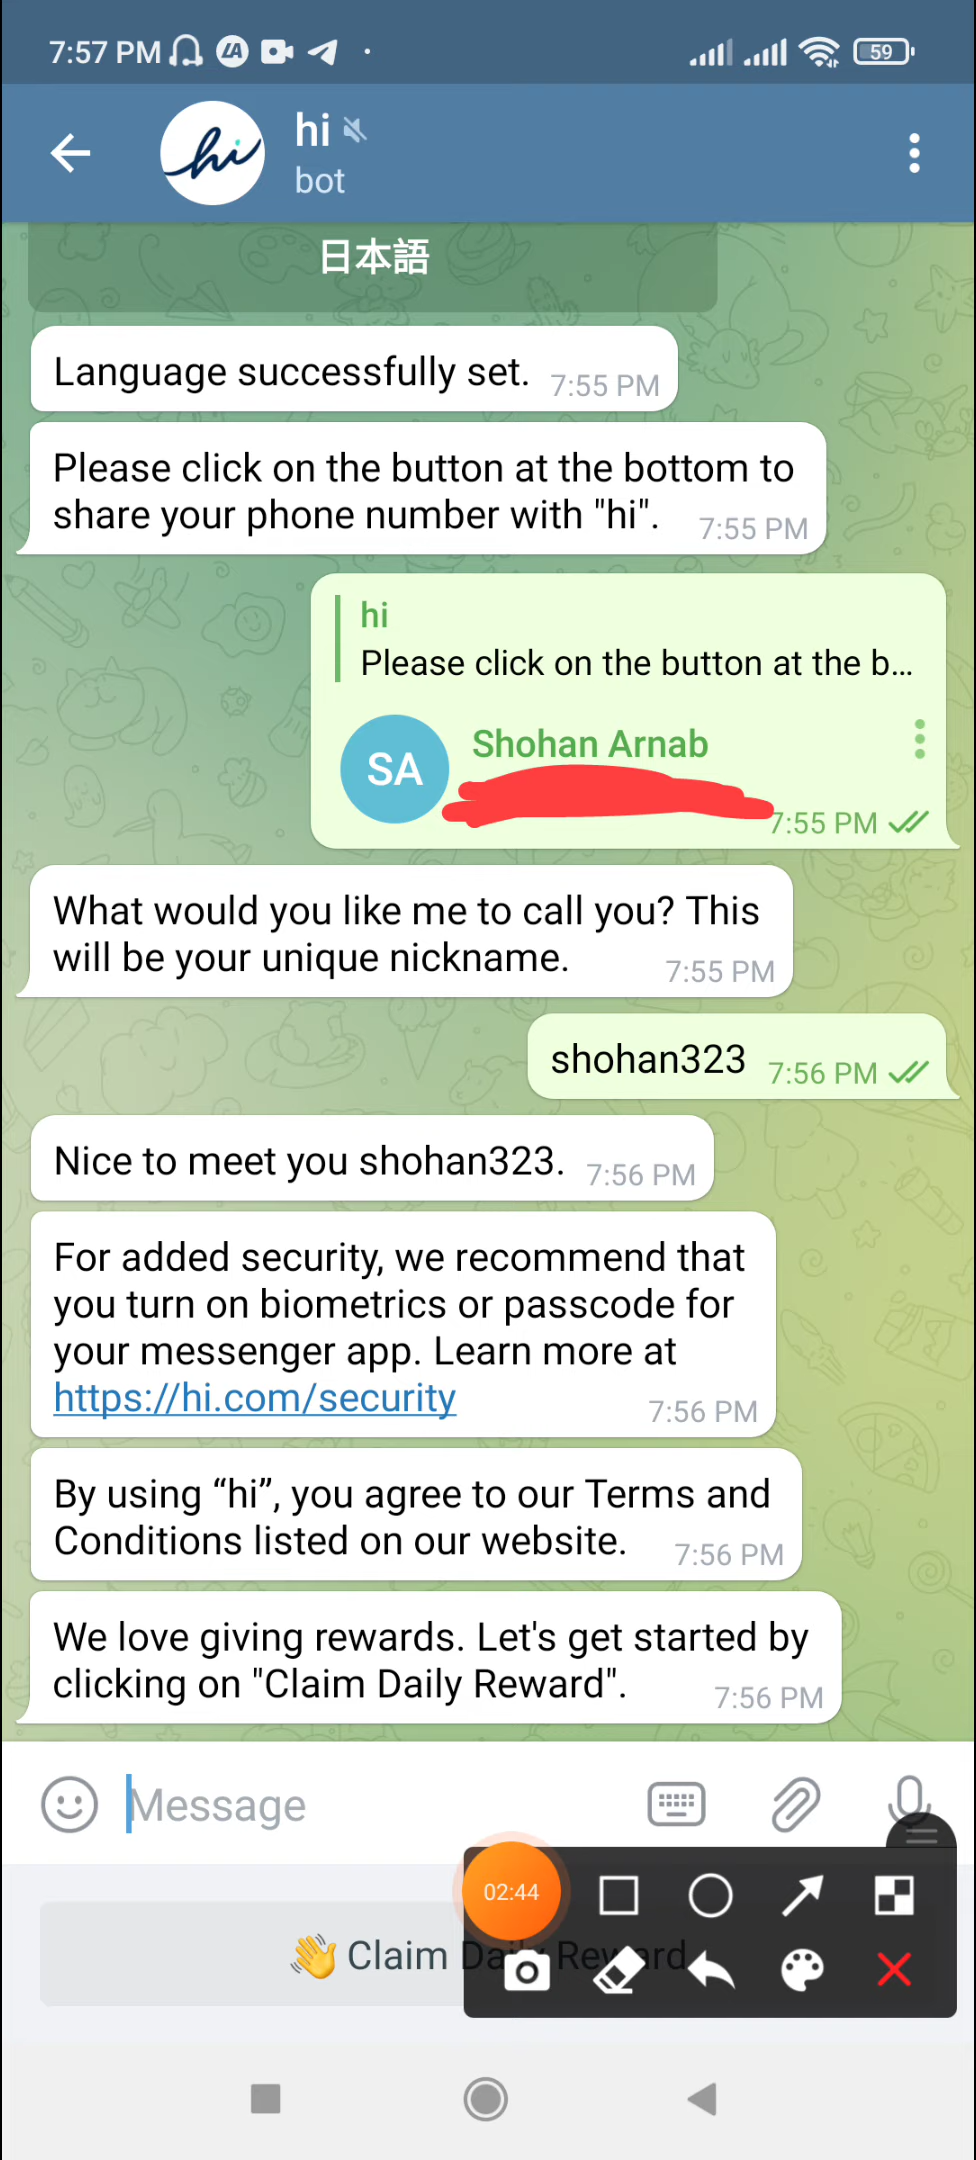 7:57 PM
59
hi
hi
bot
日本語
Language successfully set. 7:55 PM
Please click on the button at the bottom to
share your phone number with "hi". 7:55 PM
hi
Please click on the button at the b...
SA
Shohan Arnab
7:55 PM
What would you like me to call you? This
will be your unique nickname. 7:55 PM
shohan323 7:56 PM
Nice to meet you shohan323. 7:56 PM
For added security, we recommend that
you turn on biometrics or passcode for
your messenger app. Learn more at
https://hi.com/security 7:56 PM
By using “hi”, you agree to our Terms and
Conditions listed on our website. 7:56 PM
We love giving rewards. Let's get started by
clicking on "Claim Daily Reward". 7:56 PM
Message
02:44
👋 Claim Daily Reward